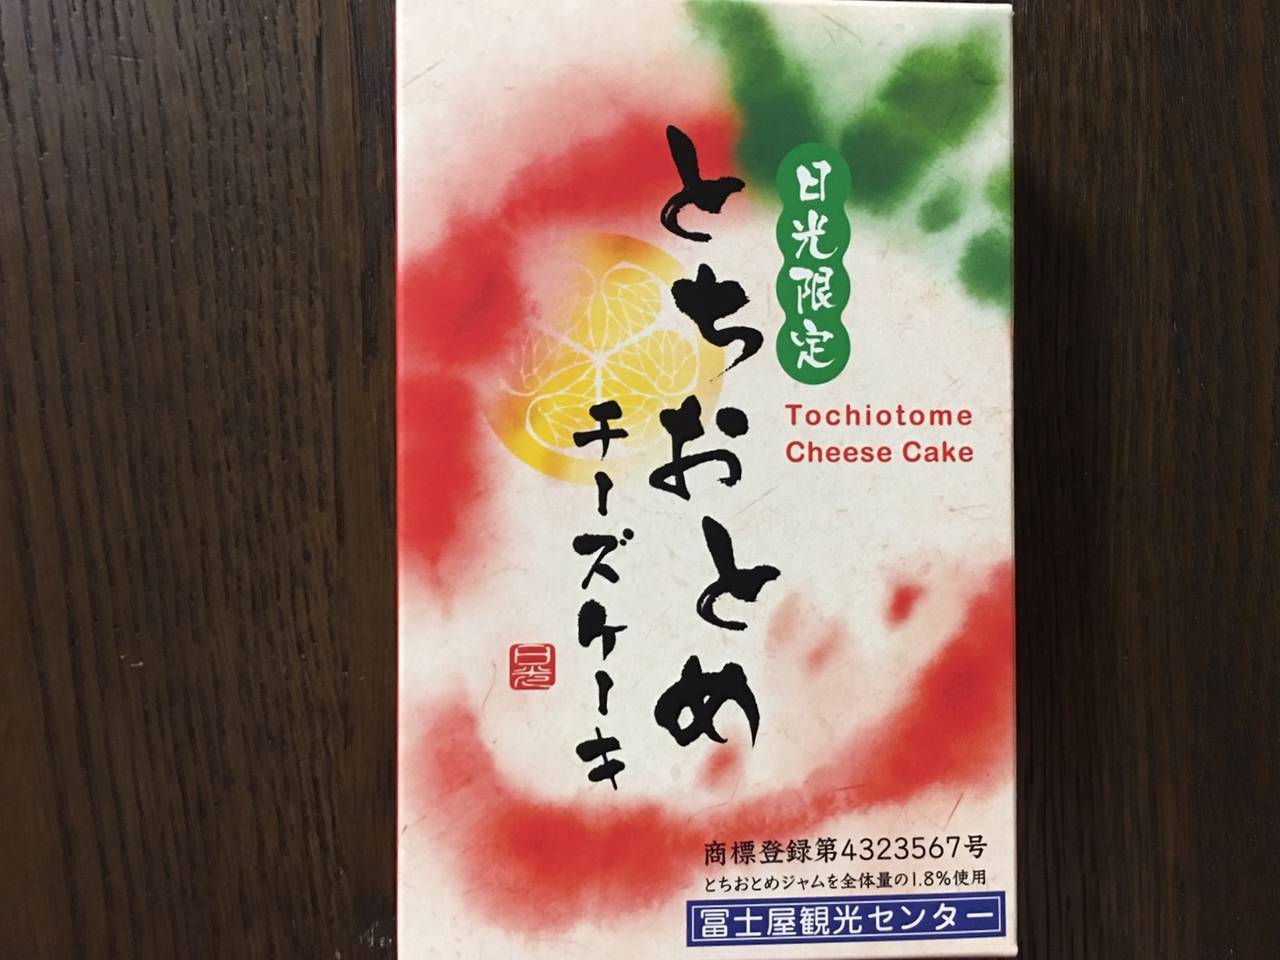 日光限定
とちおとめ
チーズケーキ
Tochiotome
Cheese Cake
日光
商標登録第4323567号
とちおとめジャムを全体量の1.8%使用
冨士屋観光センター